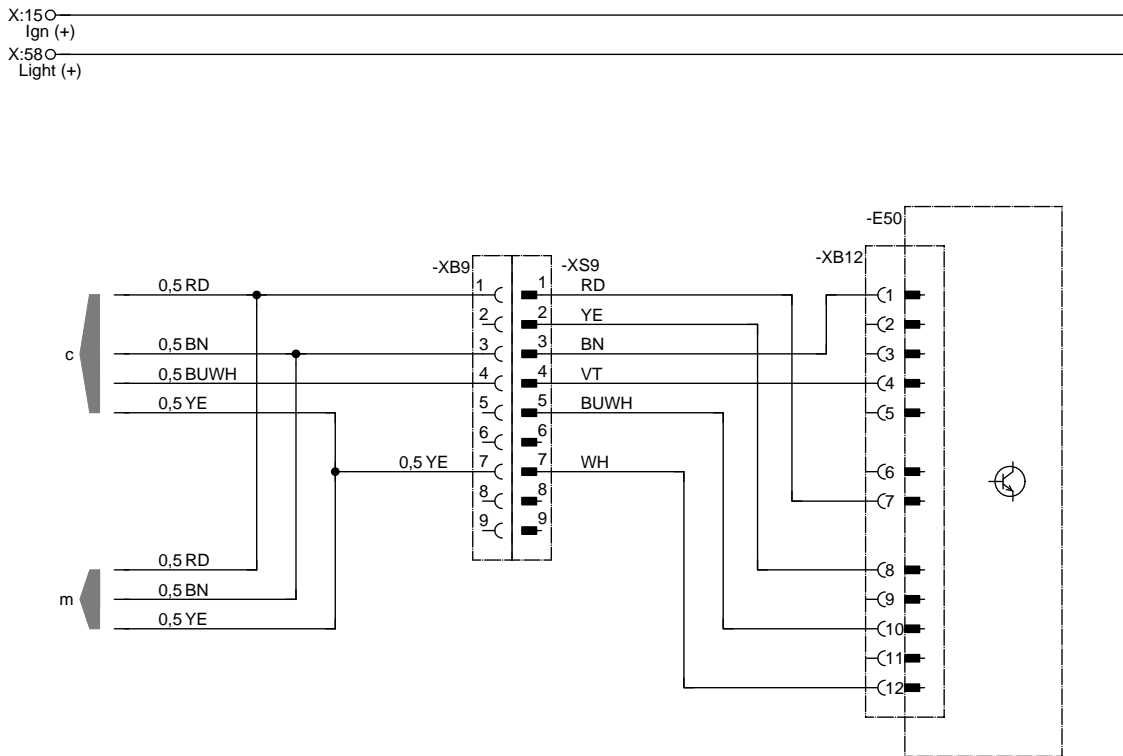 X:15
Ign (+)
X:58
Light (+)
-E50
-XB9
-XS9
-XB12
0,5 RD
1
1
RD
1
2
2
YE
2
c
0,5 BN
3
3
BN
3
0,5 BUWH
4
4
VT
4
0,5 YE
5
5
BUWH
5
6
6
0,5 YE
7
7
WH
6
8
8
7
9
9
0,5 RD
8
m
0,5 BN
9
0,5 YE
10
11
12